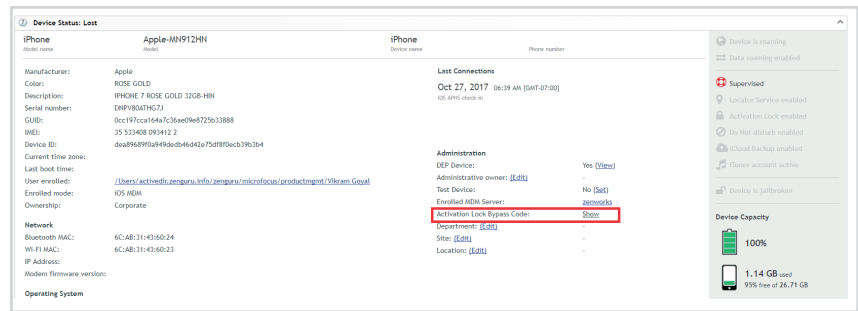 Device Status: Lost
iPhone Apple-MN912HN iPhone
Model name Model Device name Phone number
Manufacturer: Apple
Color: ROSE GOLD
Description: IPHONE 7 ROSE GOLD 32GB-HIN
Serial number: DNPV80ATHG7J
GUID: 0cc197cca164a7c36ae09e8725b33888
IMEI: 35 533408 093412 2
Device ID: dea89689f0a949dedb46d42e75df8f0ecb39b3b4
Current time zone:
Last boot time:
User enrolled: /Users/activedir.zenguru.info/zenguru/microfocus/productmgmt/Vikram Goyal
Enrolled mode: iOS MDM
Ownership: Corporate
Network
Bluetooth MAC: 6C:AB:31:43:60:24
Wi-Fi MAC: 6C:AB:31:43:60:23
IP Address:
Modem firmware version:
Operating System
Last Connections
Oct 27, 2017 06:39 AM (GMT-07:00)
iOS APNS check-in
Administration
DEP Device: Yes (View)
Administrative owner: (Edit) -
Test Device: No (Set)
Enrolled MDM Server: zenworks
Activation Lock Bypass Code: Show
Department: (Edit) -
Site: (Edit) -
Location: (Edit) -
Device is roaming
Data roaming enabled
Supervised
Locator Service enabled
Activation Lock enabled
Do Not disturb enabled
iCloud Backup enabled
iTunes account active
Device is jailbroken
Device Capacity
100%
1.14 GB used
95% free of 26.71 GB